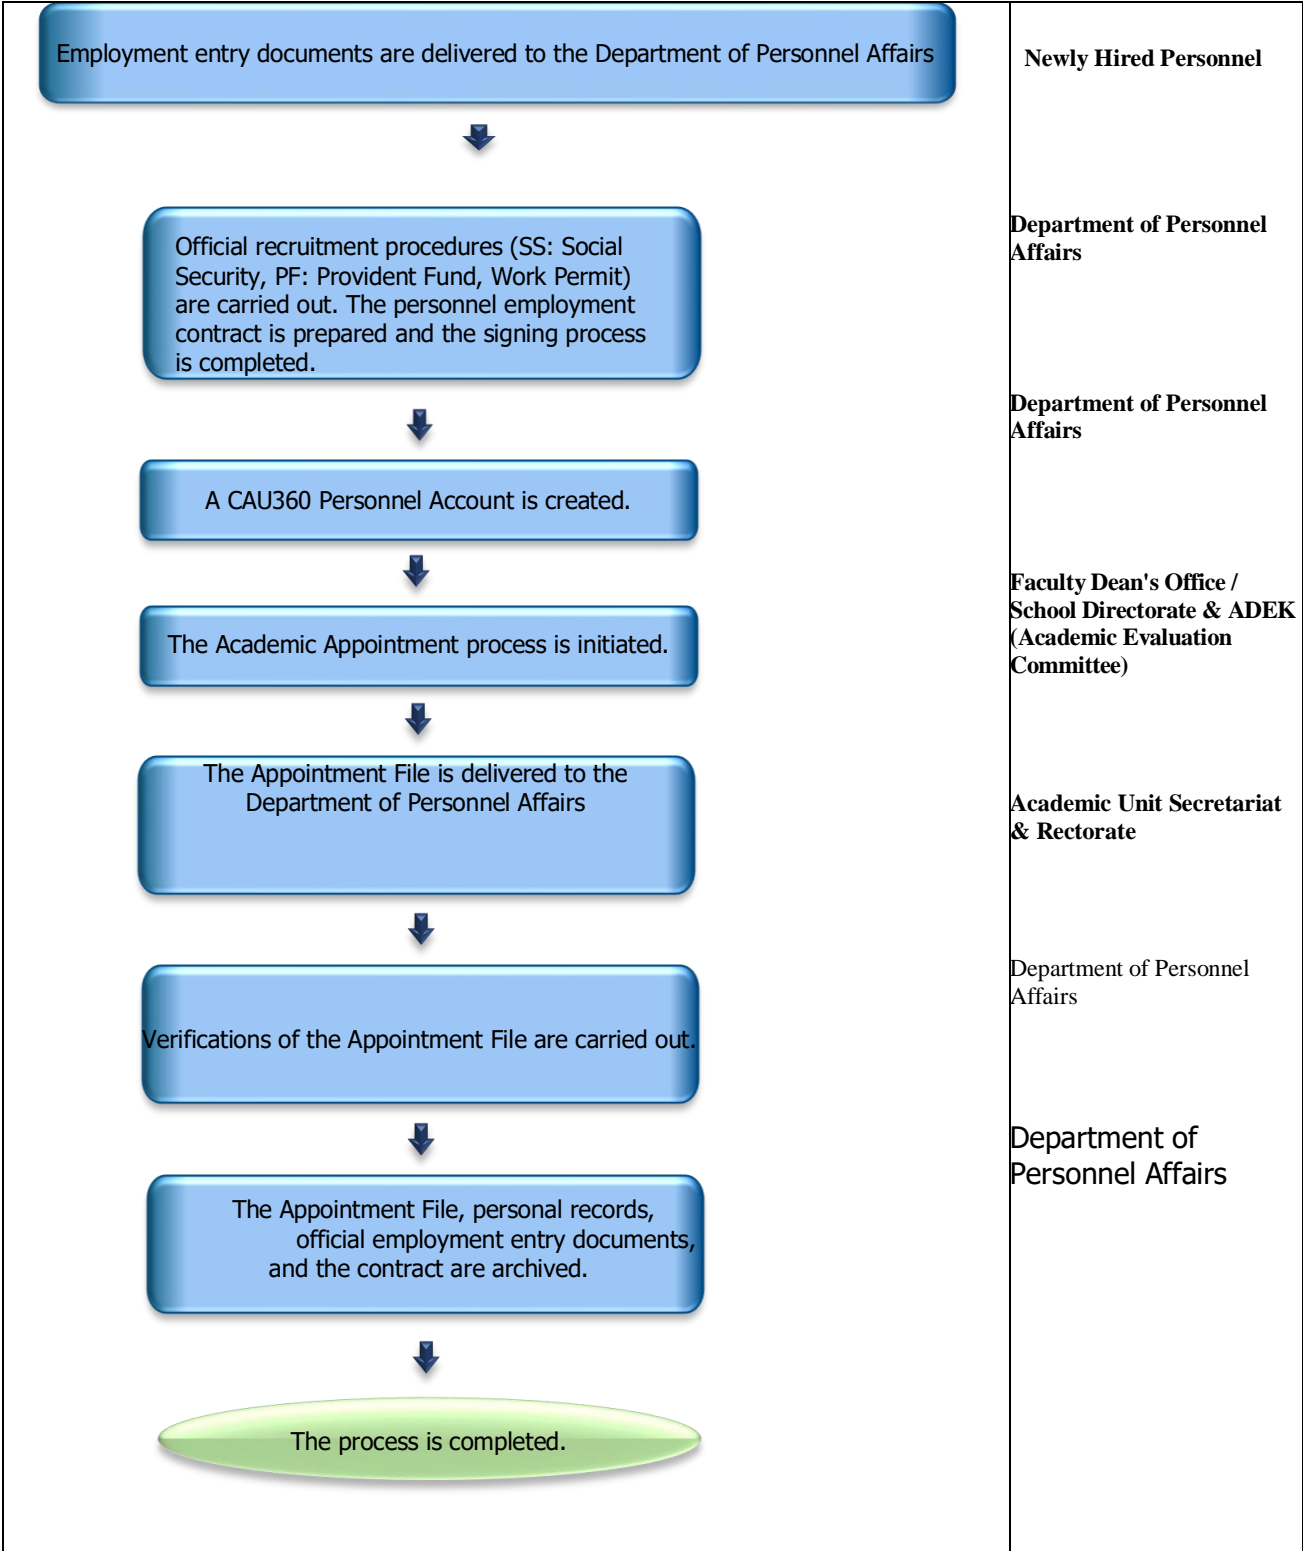 Employment entry documents are delivered to the Department of Personnel Affairs
Newly Hired Personnel
Official recruitment procedures (SS: Social
Security, PF: Provident Fund, Work Permit)
are carried out. The personnel employment
contract is prepared and the signing process
is completed.
Department of Personnel
Affairs
A CAU360 Personnel Account is created.
Department of Personnel
Affairs
The Academic Appointment process is initiated.
Faculty Dean's Office /
School Directorate & ADEK
(Academic Evaluation
Committee)
The Appointment File is delivered to the
Department of Personnel Affairs
Academic Unit Secretariat
& Rectorate
Verifications of the Appointment File are carried out.
Department of Personnel
Affairs
The Appointment File, personal records,
official employment entry documents,
and the contract are archived.
Department of
Personnel Affairs
The process is completed.